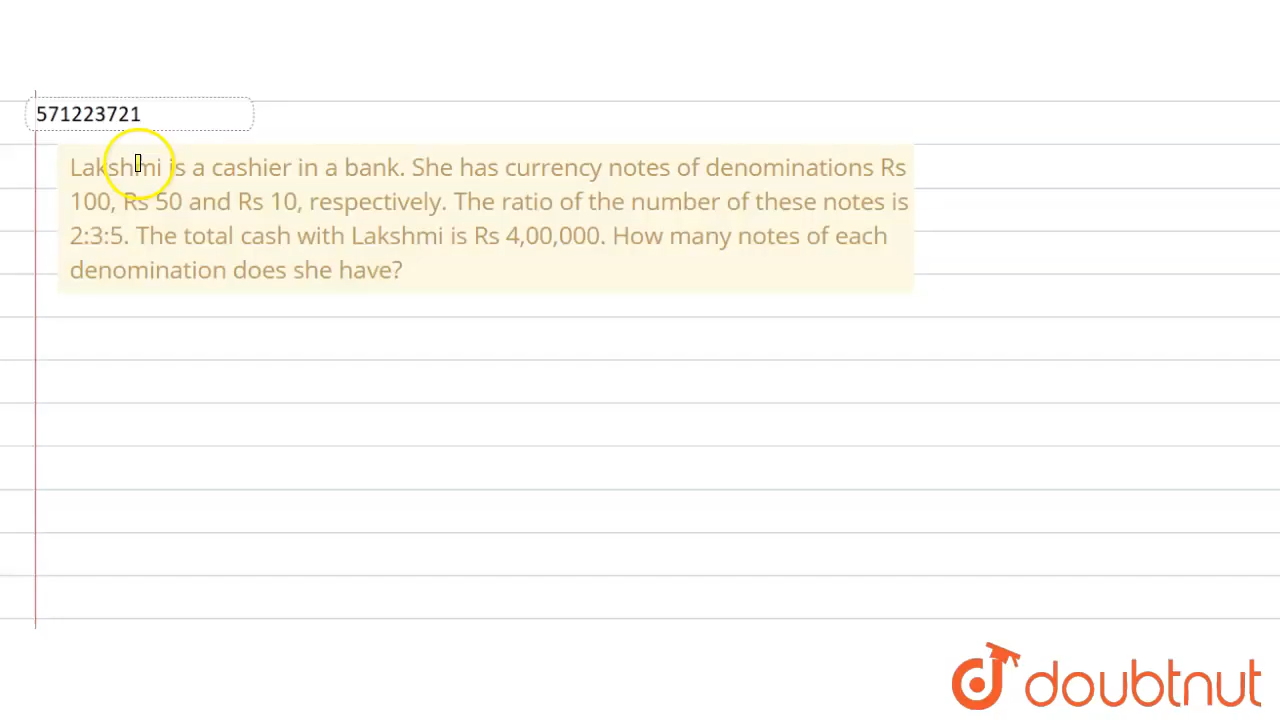 571223721
Lakshmi is a cashier in a bank. She has currency notes of denominations Rs
100, Rs 50 and Rs 10, respectively. The ratio of the number of these notes is
2:3:5. The total cash with Lakshmi is Rs 4,00,000. How many notes of each
denomination does she have?
doubtnut